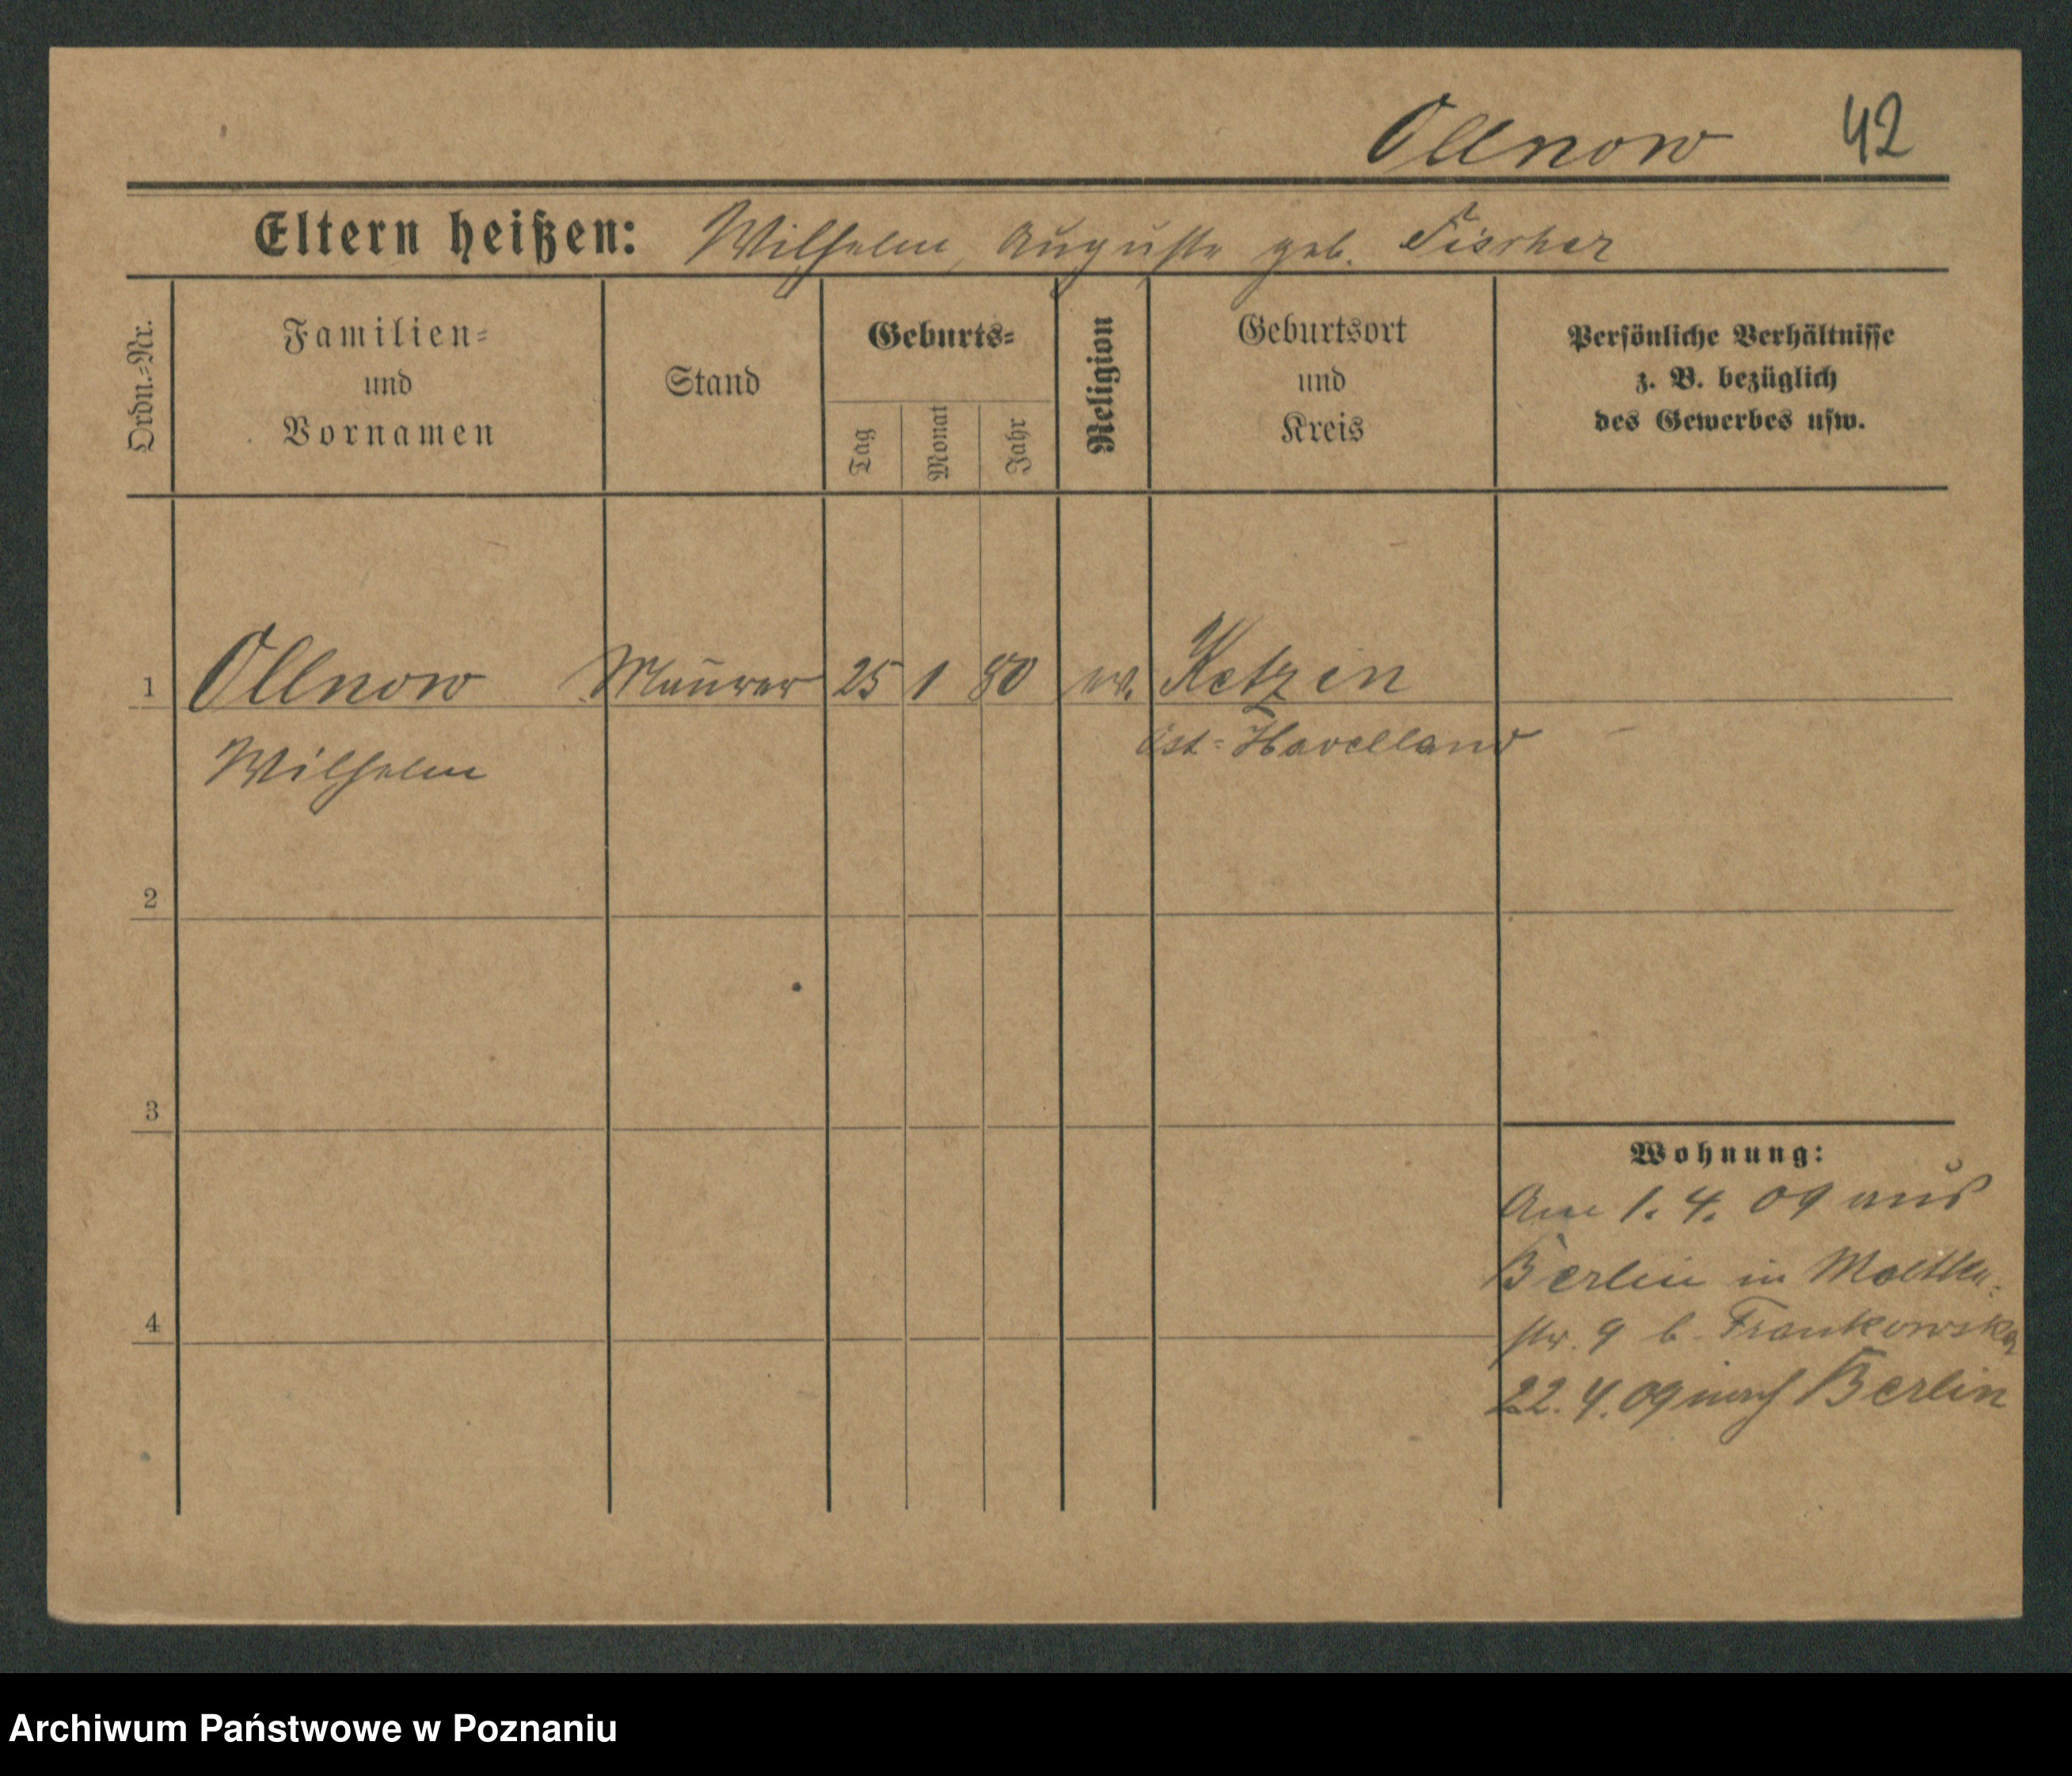 Ollnow 42
Eltern heißen: Wilhelm, Auguste geb. Fischer
Ordn.-Nr.
Familien-
und
Vornamen
Stand
Geburts-
Tag
Monat
Jahr
Religion
Geburtsort
und
Kreis
Persönliche Verhältnisse
z. B. bezüglich
des Gewerbes usw.
1 Ollnow Maurer 25 1 80 ev. Ketzin
Wilhelm Ost-Havelland
2
3
Wohnung:
Am 1. 4. 09 aus
Berlin in Moltke-
4
str. 9 b. Frankowska
22. 4. 09 nach Berlin
Archiwum Państwowe w Poznaniu